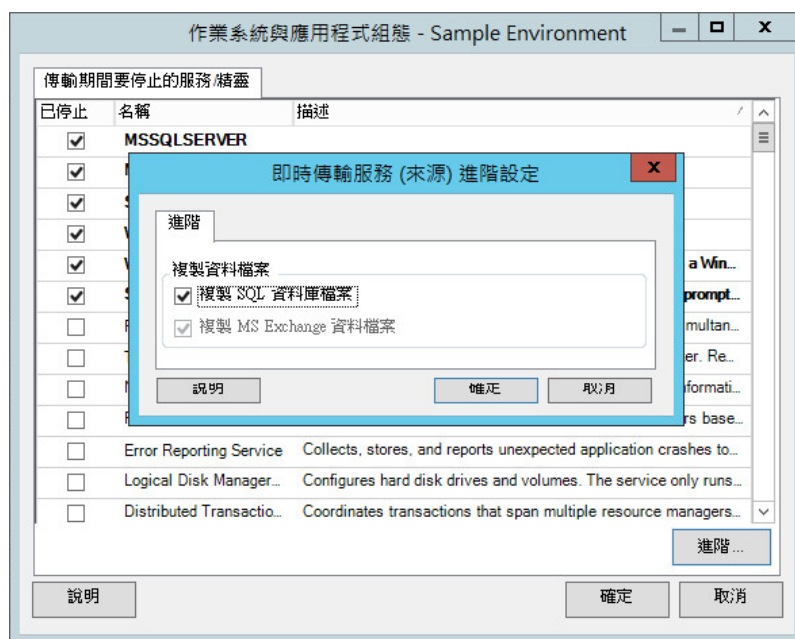 作業系統與應用程式組態 - Sample Environment
傳輸期間要停止的服務/精靈
已停止 名稱 描述
MSSQLSERVER
即時傳輸服務 (來源) 進階設定
進階
複製資料檔案
複製 SQL 資料庫檔案
a Win...
prompt...
複製 MS Exchange 資料檔案
multan...
er. Re...
說明 確定 取消
formati...
rs base...
Error Reporting Service Collects, stores, and reports unexpected application crashes to...
Logical Disk Manager... Configures hard disk drives and volumes. The service only runs...
Distributed Transactio... Coordinates transactions that span multiple resource managers...
進階...
說明 確定 取消